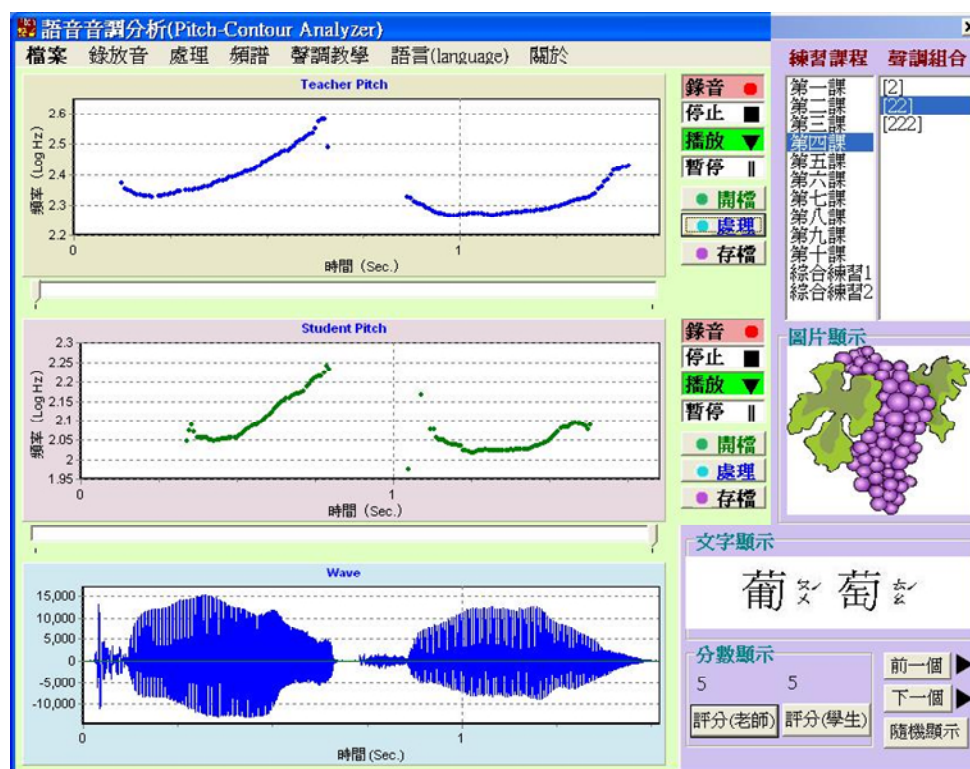 語音音調分析(Pitch-Contour Analyzer)
檔案 錄放音 處理 頻譜 聲調教學 語言(language) 關於
Teacher Pitch
頻率 (Log Hz)
2.6
2.5
2.4
2.3
2.2
0 1
時間 (Sec.)
錄音
停止
播放
暫停
開檔
處理
存檔
Student Pitch
頻率 (Log Hz)
2.3
2.25
2.2
2.15
2.1
2.05
2
1.95
0 1
時間 (Sec.)
錄音
停止
播放
暫停
開檔
處理
存檔
Wave
15,000
10,000
5,000
0
-5,000
-10,000
0 1
時間 (Sec.)
練習課程 聲調組合
第一課 [2]
第二課 [22]
第三課 [222]
第四課
第五課
第六課
第七課
第八課
第九課
第十課
綜合練習1
綜合練習2
圖片顯示
文字顯示
葡 ㄆㄨˊ 萄 ㄊㄠˊ
分數顯示
5 5
評分(老師) 評分(學生)
前一個
下一個
隨機顯示